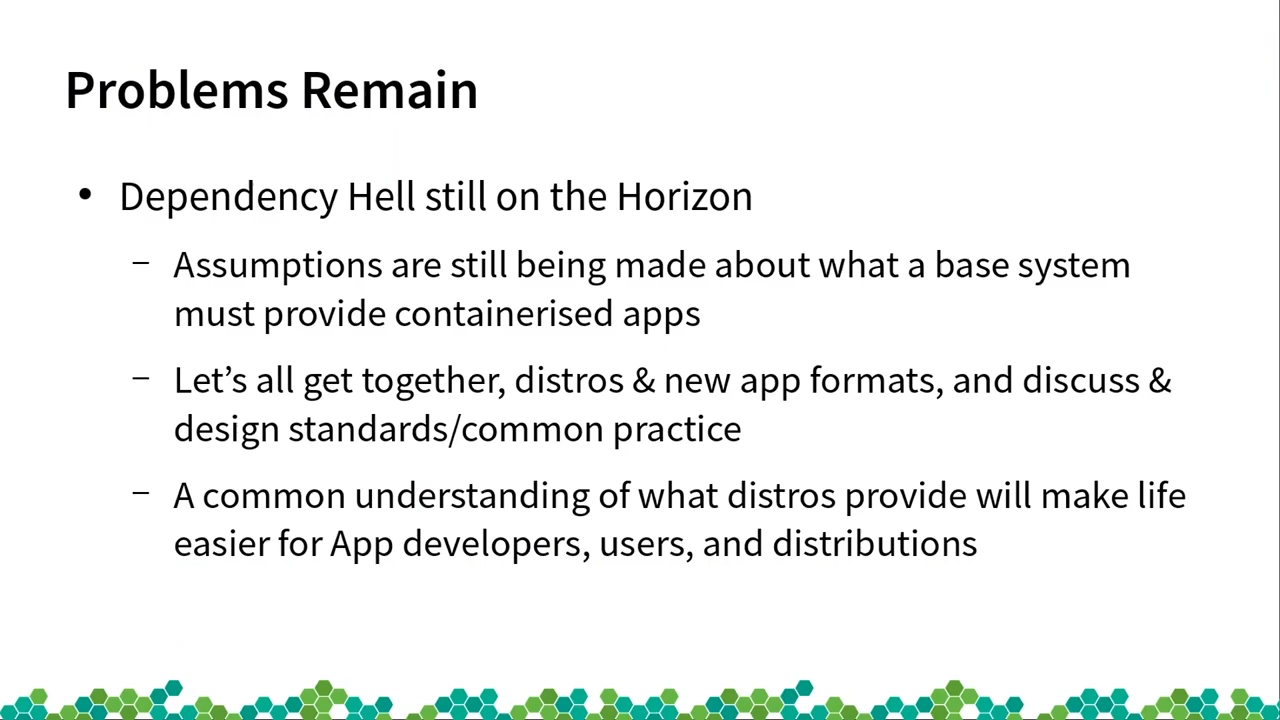 Problems Remain
• Dependency Hell still on the Horizon
– Assumptions are still being made about what a base system
must provide containerised apps
– Let’s all get together, distros & new app formats, and discuss &
design standards/common practice
– A common understanding of what distros provide will make life
easier for App developers, users, and distributions